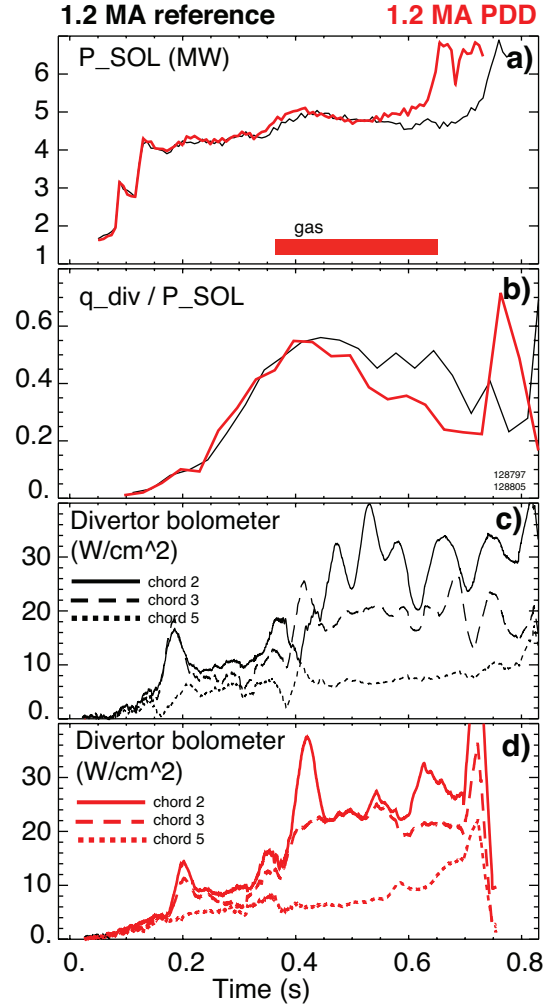 1.2 MA reference 1.2 MA PDD
P_SOL (MW) a)
6
5
4
3
2
1
gas
q_div / P_SOL b)
0.6
0.4
0.2
0.
128797
128805
Divertor bolometer c)
(W/cm^2)
chord 2
chord 3
chord 5
30
20
10
0.
Divertor bolometer d)
(W/cm^2)
chord 2
chord 3
chord 5
30
20
10
0.
0. 0.2 0.4 0.6 0.8
Time (s)